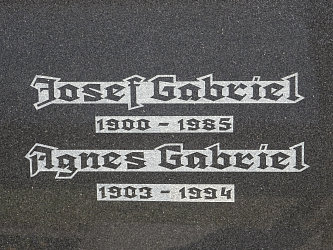 Josef Gabriel
1900 - 1985
Agnes Gabriel
1903 - 1994